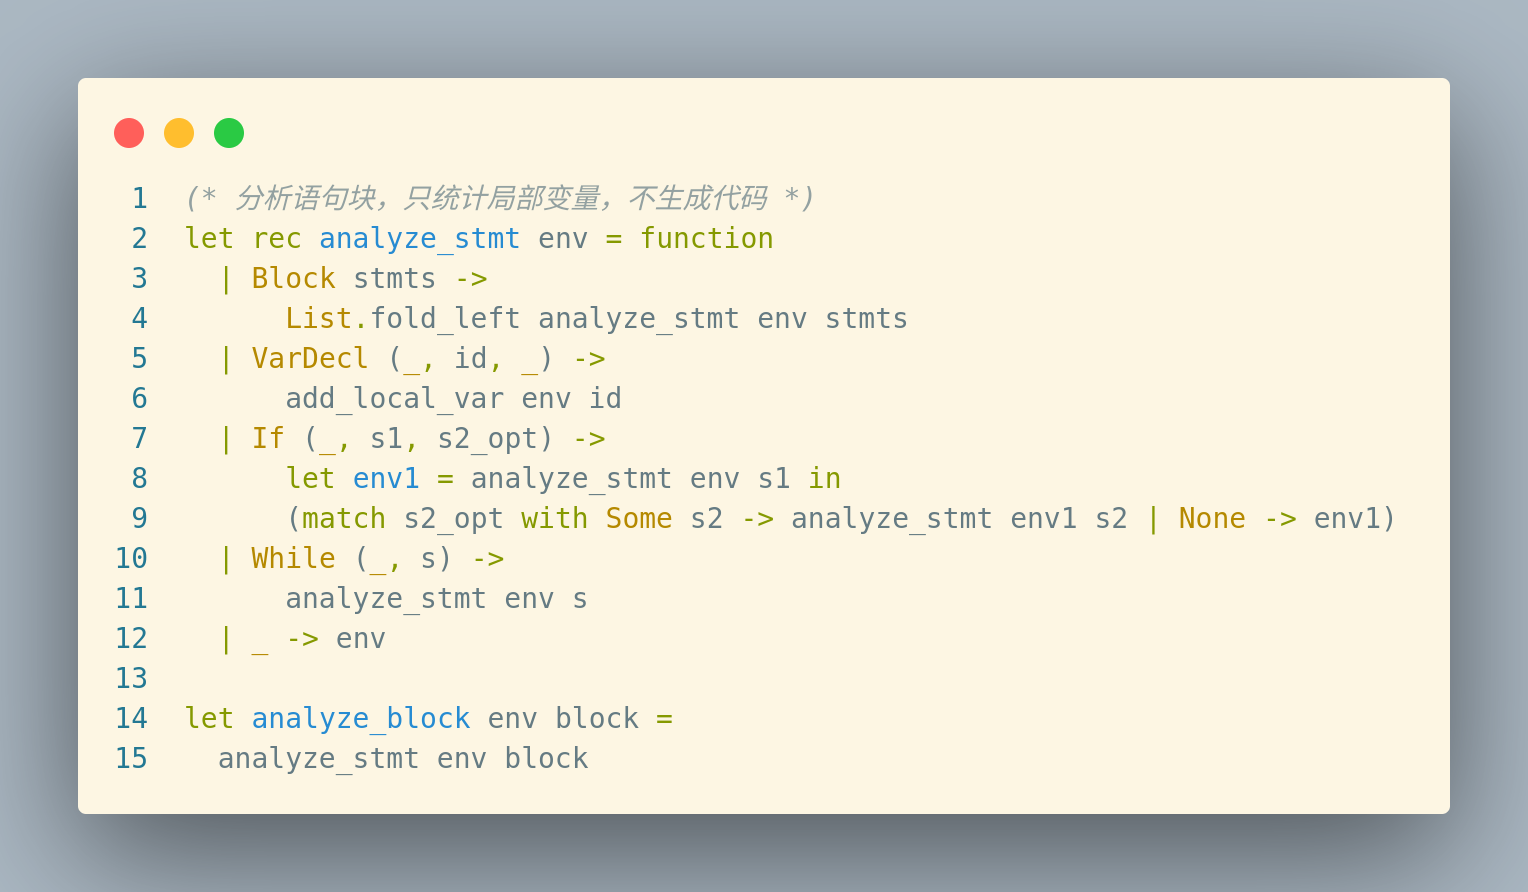 1 (* 分析语句块，只统计局部变量，不生成代码 *)
2 let rec analyze_stmt env = function
3   | Block stmts ->
4       List.fold_left analyze_stmt env stmts
5   | VarDecl (_, id, _) ->
6       add_local_var env id
7   | If (_, s1, s2_opt) ->
8       let env1 = analyze_stmt env s1 in
9       (match s2_opt with Some s2 -> analyze_stmt env1 s2 | None -> env1)
10   | While (_, s) ->
11       analyze_stmt env s
12   | _ -> env
13
14 let analyze_block env block =
15   analyze_stmt env block